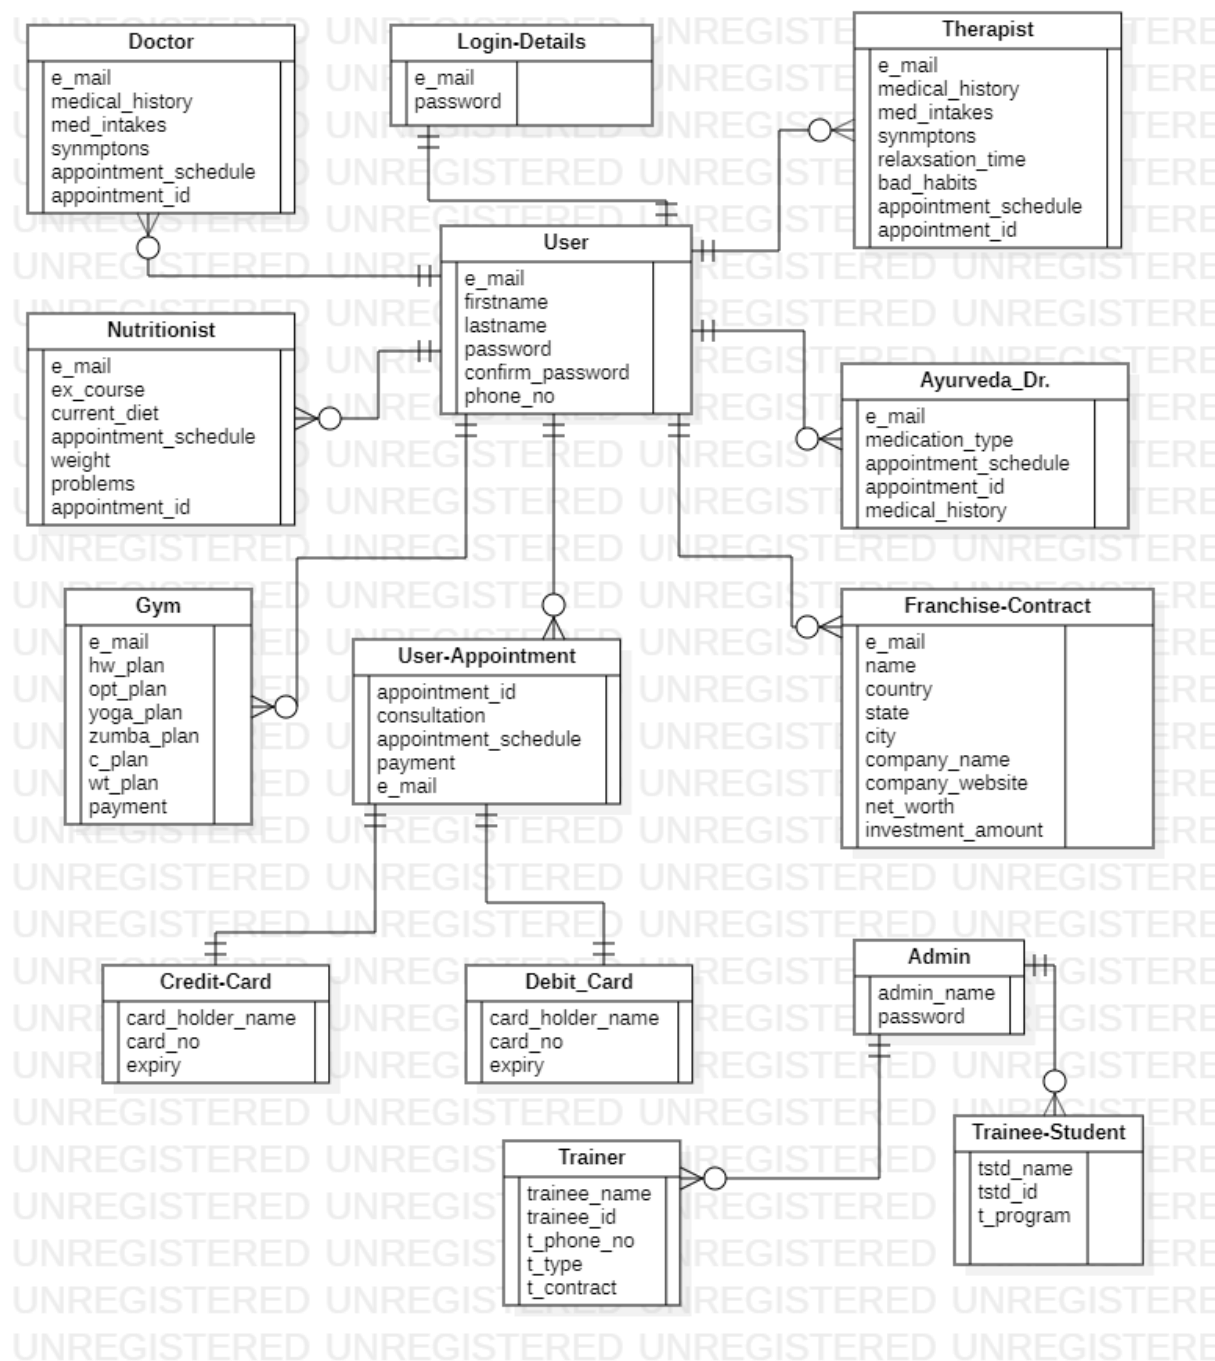 Doctor
e_mail
medical_history
med_intakes
synmptons
appointment_schedule
appointment_id
Login-Details
e_mail
password
Therapist
e_mail
medical_history
med_intakes
synmptons
relaxsation_time
bad_habits
appointment_schedule
appointment_id
User
e_mail
firstname
lastname
password
confirm_password
phone_no
Nutritionist
e_mail
ex_course
current_diet
appointment_schedule
weight
problems
appointment_id
Ayurveda_Dr.
e_mail
medication_type
appointment_schedule
appointment_id
medical_history
Gym
e_mail
hw_plan
opt_plan
yoga_plan
zumba_plan
c_plan
wt_plan
payment
User-Appointment
appointment_id
consultation
appointment_schedule
payment
e_mail
Franchise-Contract
e_mail
name
country
state
city
company_name
company_website
net_worth
investment_amount
Credit-Card
card_holder_name
card_no
expiry
Debit_Card
card_holder_name
card_no
expiry
Admin
admin_name
password
Trainer
trainee_name
trainee_id
t_phone_no
t_type
t_contract
Trainee-Student
tstd_name
tstd_id
t_program
UNREGISTERED UNREGISTERED UNREGISTERED UNREGISTERED